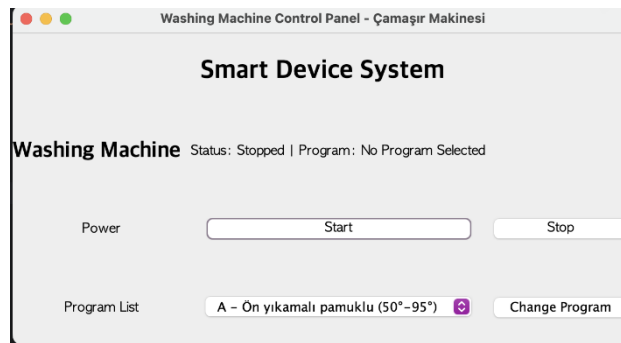 Washing Machine Control Panel - Çamaşır Makinesi
Smart Device System
Washing Machine Status: Stopped | Program: No Program Selected
Power Start Stop
Program List A - Ön yıkamalı pamuklu (50°-95°) Change Program